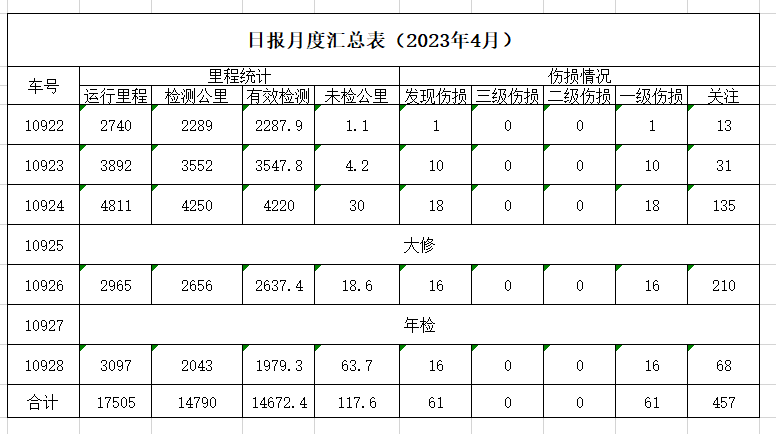 日报月度汇总表（2023年4月）
车号 里程统计 伤损情况
运行里程 检测公里 有效检测 未检公里 发现伤损 三级伤损 二级伤损 一级伤损 关注
10922 2740 2289 2287.9 1.1 1 0 0 1 13
10923 3892 3552 3547.8 4.2 10 0 0 10 31
10924 4811 4250 4220 30 18 0 0 18 135
10925 大修
10926 2965 2656 2637.4 18.6 16 0 0 16 210
10927 年检
10928 3097 2043 1979.3 63.7 16 0 0 16 68
合计 17505 14790 14672.4 117.6 61 0 0 61 457